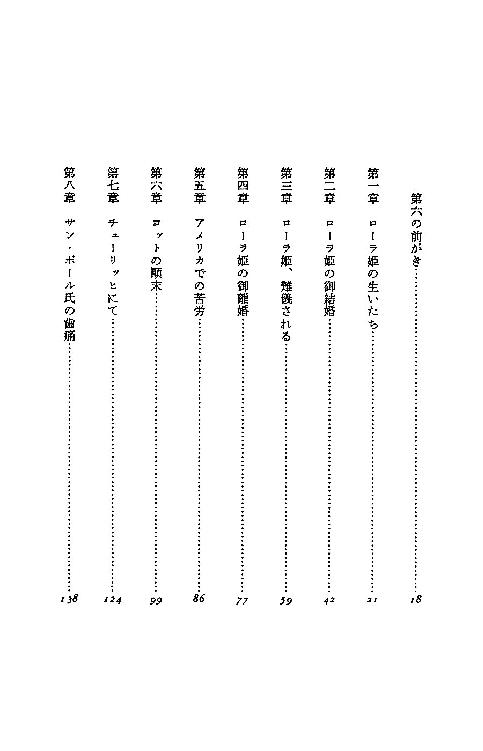 第六の前がき……18
第一章 ローラ姫の生いたち……21
第二章 ローラ姫の御結婚……42
第三章 ローラ姫、難儀される……59
第四章 ローラ姫の御離婚……77
第五章 アメリカでの苦労……86
第六章 ヨットの顚末……99
第七章 チューリッヒにて……124
第八章 サン・ポール氏の歯痛……138